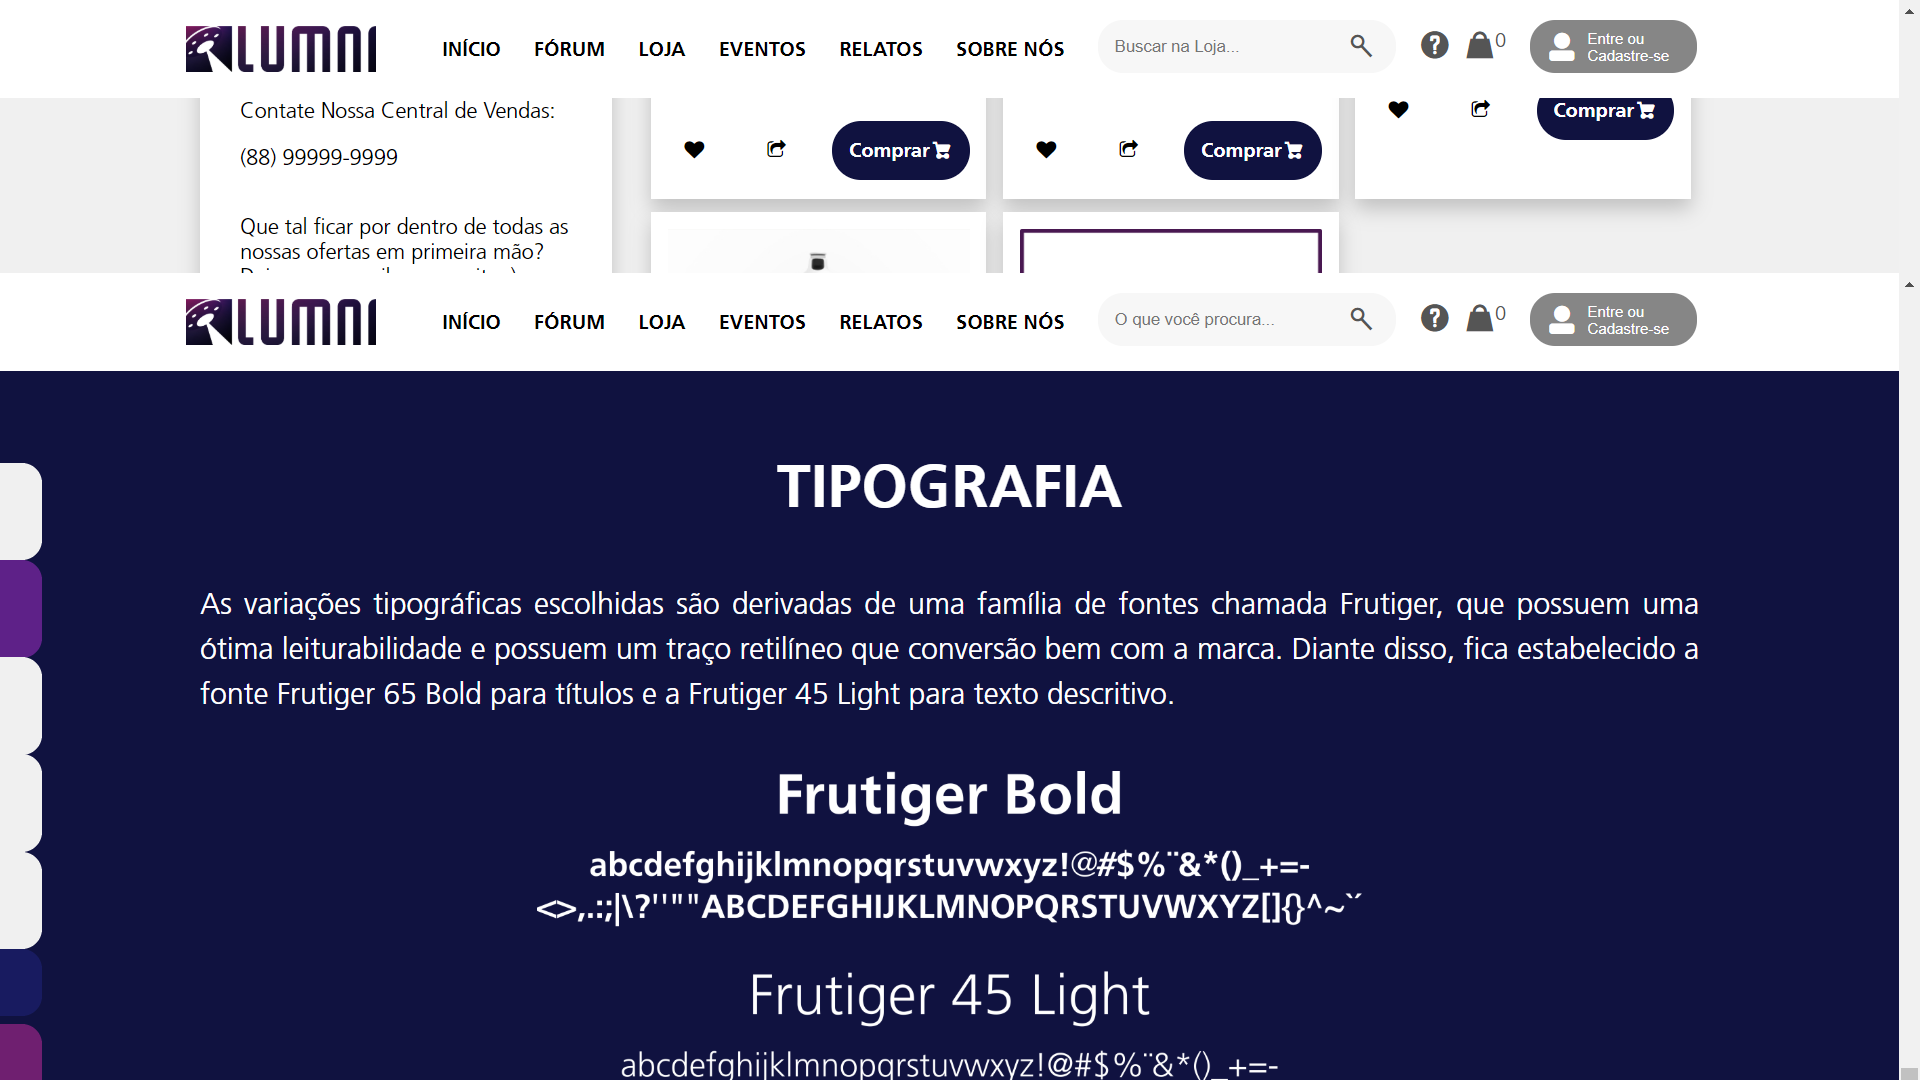 LUMNI INÍCIO FÓRUM LOJA EVENTOS RELATOS SOBRE NÓS Buscar na Loja... 0 Entre ou
Cadastre-se
Contate Nossa Central de Vendas:
(88) 99999-9999
Comprar Comprar Comprar
Que tal ficar por dentro de todas as
nossas ofertas em primeira mão?
LUMNI INÍCIO FÓRUM LOJA EVENTOS RELATOS SOBRE NÓS O que você procura... 0 Entre ou
Cadastre-se
TIPOGRAFIA
As variações tipográficas escolhidas são derivadas de uma família de fontes chamada Frutiger, que possuem uma
ótima leiturabilidade e possuem um traço retilíneo que conversão bem com a marca. Diante disso, fica estabelecido a
fonte Frutiger 65 Bold para títulos e a Frutiger 45 Light para texto descritivo.
Frutiger Bold
abcdefghijklmnopqrstuvwxyz!@#$%¨&*()_+=-
<>,.:;|\?''""ABCDEFGHIJKLMNOPQRSTUVWXYZ[]{}^~`´
Frutiger 45 Light
abcdefghijklmnopqrstuvwxyz!@#$%¨&*()_+=-